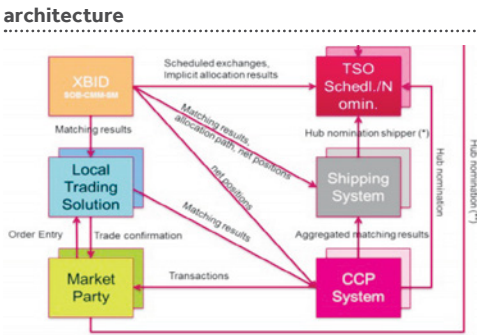 architecture
Scheduled exchanges,
Implicit allocation results
XBID
SOB-CMM-SM
TSO
Schedl./N
omin.
Matching results
Matching results,
allocation path, net positions
Hub nomination shipper (*)
Local
Trading
Solution
net positions
Shipping
System
Hub nomination
Hub nomination (**)
Matching results
Order Entry
Trade confirmation
Aggregated matching results
Market
Party
Transactions
CCP
System